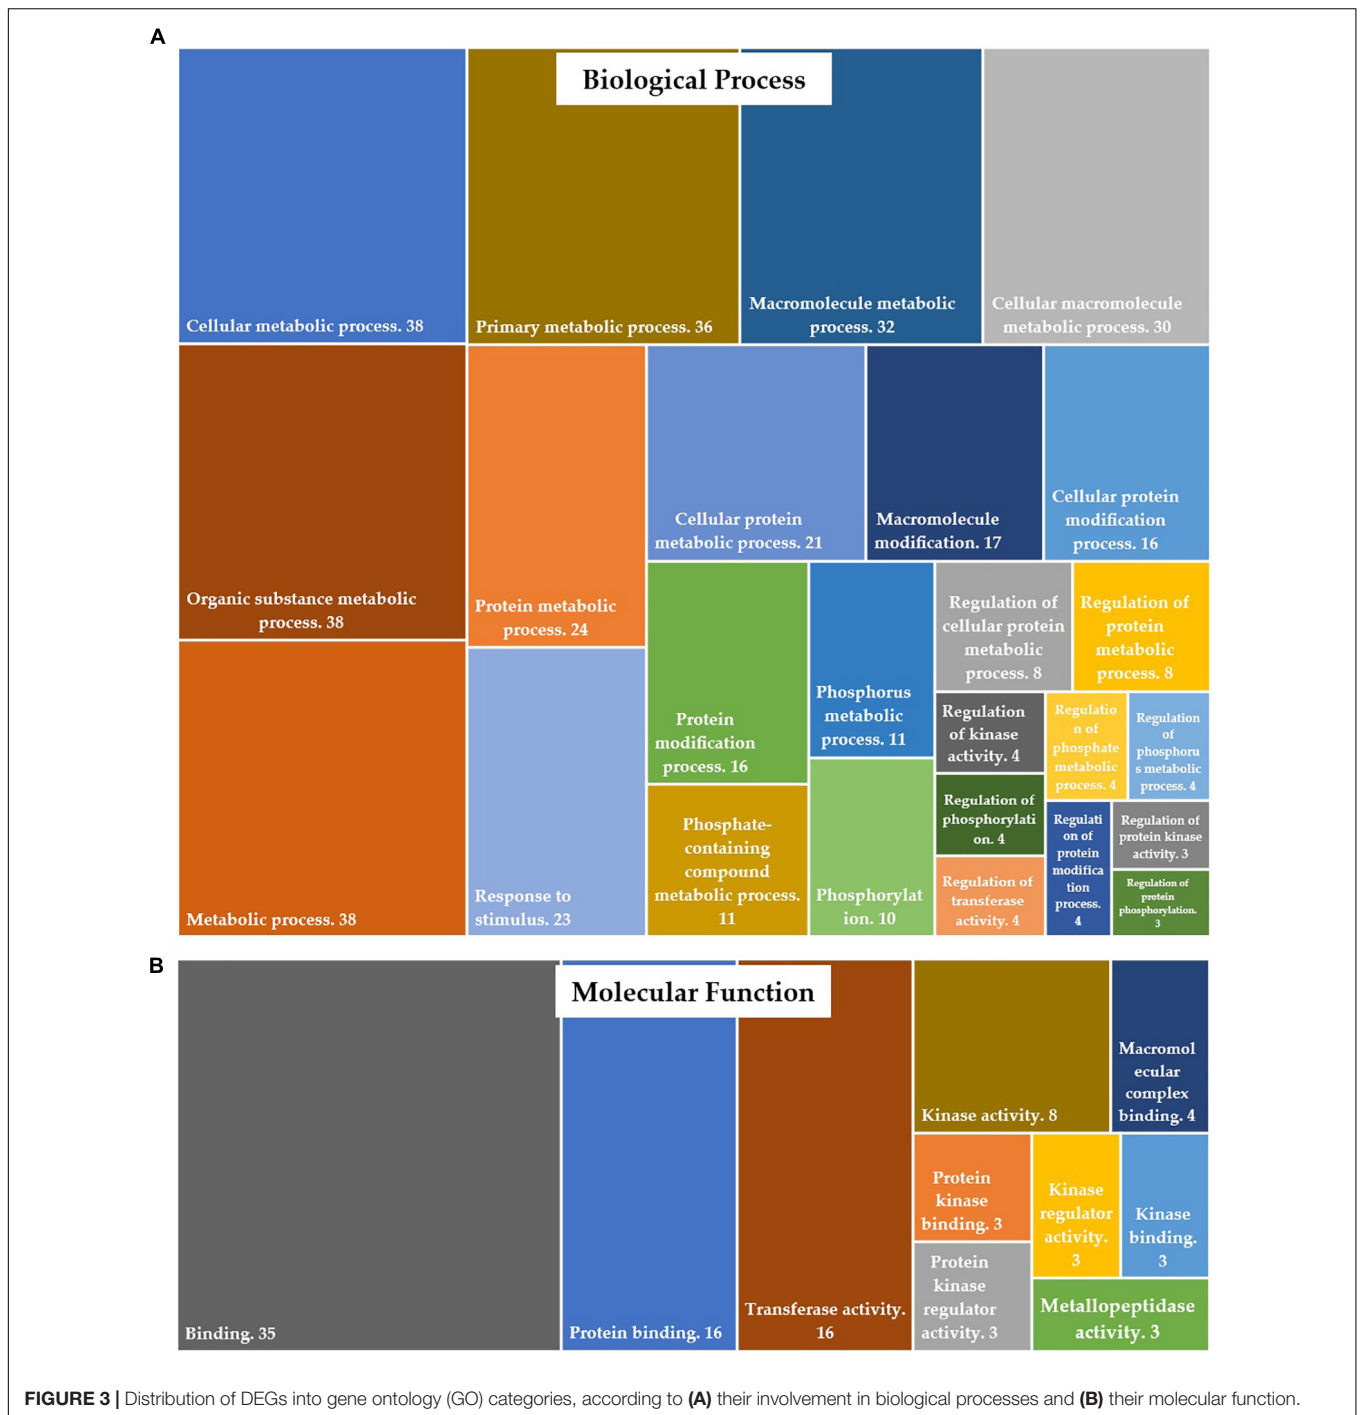 A
Biological Process
Cellular metabolic process. 38
Primary metabolic process. 36
Macromolecule metabolic
process. 32
Cellular macromolecule
metabolic process. 30
Organic substance metabolic
process. 38
Protein metabolic
process. 24
Cellular protein
metabolic process. 21
Macromolecule
modification. 17
Cellular protein
modification
process. 16
Metabolic process. 38
Response to
stimulus. 23
Protein
modification
process. 16
Phosphate-
containing
compound
metabolic process.
11
Phosphorus
metabolic
process. 11
Phosphorylat
ion. 10
Regulation of
cellular protein
metabolic
process. 8
Regulation of
protein
metabolic
process. 8
Regulation
of kinase
activity. 4
Regulation of
phosphorylati
on. 4
Regulation of
transferase
activity. 4
Regulatio
n of
phosphate
metabolic
process. 4
Regulation
of
phosphoru
s metabolic
process. 4
Regulati
on of
protein
modifica
tion
process.
4
Regulation of
protein kinase
activity. 3
Regulation of
protein
phosphorylation.
3
B
Molecular Function
Binding. 35
Protein binding. 16
Transferase activity.
16
Kinase activity. 8
Macromol
ecular
complex
binding. 4
Protein
kinase
binding. 3
Protein
kinase
regulator
activity. 3
Kinase
regulator
activity.
3
Kinase
binding.
3
Metallopeptidase
activity. 3
FIGURE 3 | Distribution of DEGs into gene ontology (GO) categories, according to (A) their involvement in biological processes and (B) their molecular function.